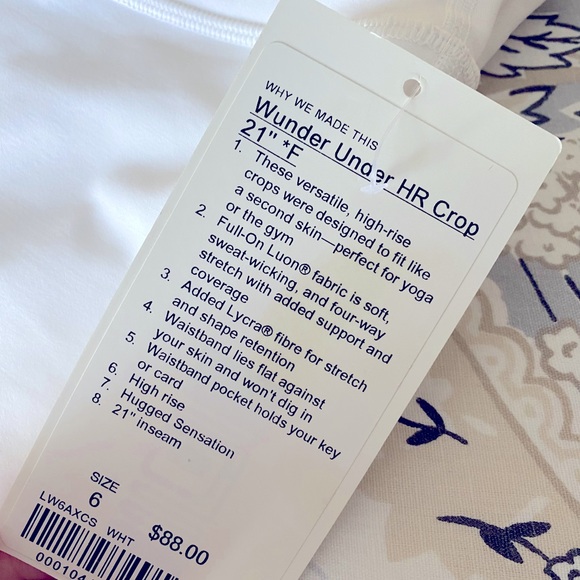 WHY WE MADE THIS
Wunder Under HR Crop
21" *F
1. These versatile, high-rise
crops were designed to fit like
a second skin—perfect for yoga
or the gym
2. Full-On Luon® fabric is soft,
sweat-wicking, and four-way
stretch with added support and
coverage
3. Added Lycra® fibre for stretch
and shape retention
4. Waistband lies flat against
your skin and won't dig in
5. Waistband pocket holds your key
or card
6. High rise
7. Hugged Sensation
8. 21" inseam
SIZE
6
LW6AXCS WHT $88.00
000104